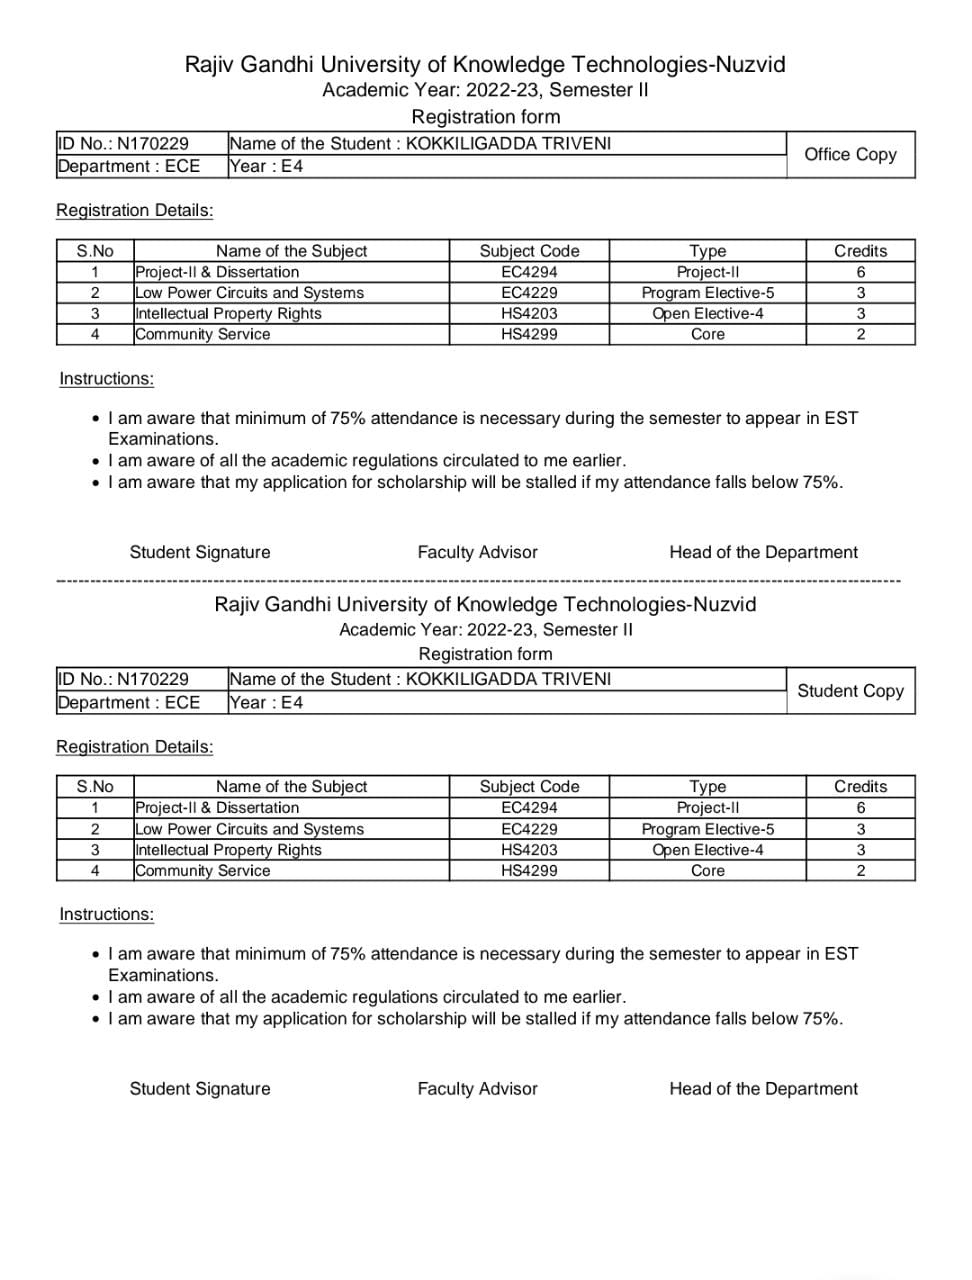 Rajiv Gandhi University of Knowledge Technologies-Nuzvid
Academic Year: 2022-23, Semester II
Registration form
ID No.: N170229 Name of the Student : KOKKILIGADDA TRIVENI Office Copy
Department : ECE Year : E4
Registration Details:
S.No Name of the Subject Subject Code Type Credits
1 Project-II & Dissertation EC4294 Project-II 6
2 Low Power Circuits and Systems EC4229 Program Elective-5 3
3 Intellectual Property Rights HS4203 Open Elective-4 3
4 Community Service HS4299 Core 2
Instructions:
• I am aware that minimum of 75% attendance is necessary during the semester to appear in EST
Examinations.
• I am aware of all the academic regulations circulated to me earlier.
• I am aware that my application for scholarship will be stalled if my attendance falls below 75%.
Student Signature Faculty Advisor Head of the Department
Rajiv Gandhi University of Knowledge Technologies-Nuzvid
Academic Year: 2022-23, Semester II
Registration form
ID No.: N170229 Name of the Student : KOKKILIGADDA TRIVENI Student Copy
Department : ECE Year : E4
Registration Details:
S.No Name of the Subject Subject Code Type Credits
1 Project-II & Dissertation EC4294 Project-II 6
2 Low Power Circuits and Systems EC4229 Program Elective-5 3
3 Intellectual Property Rights HS4203 Open Elective-4 3
4 Community Service HS4299 Core 2
Instructions:
• I am aware that minimum of 75% attendance is necessary during the semester to appear in EST
Examinations.
• I am aware of all the academic regulations circulated to me earlier.
• I am aware that my application for scholarship will be stalled if my attendance falls below 75%.
Student Signature Faculty Advisor Head of the Department